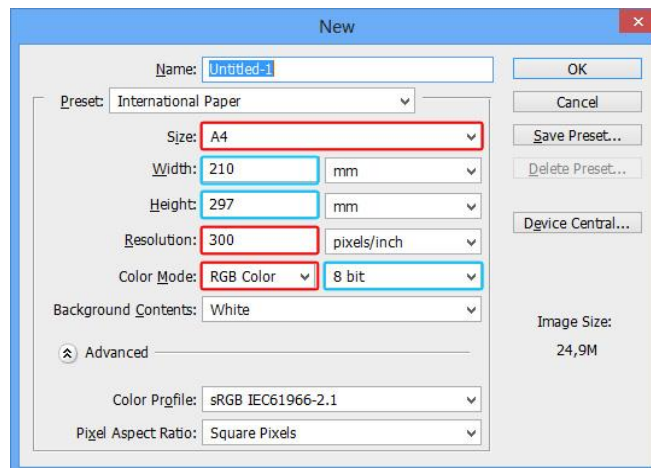 New
Name: Untitled-1
OK
Preset: International Paper
Cancel
Size: A4
Save Preset...
Width: 210 mm
Delete Preset...
Height: 297 mm
Device Central...
Resolution: 300 pixels/inch
Color Mode: RGB Color 8 bit
Background Contents: White
Image Size:
24,9M
Advanced
Color Profile: sRGB IEC61966-2.1
Pixel Aspect Ratio: Square Pixels